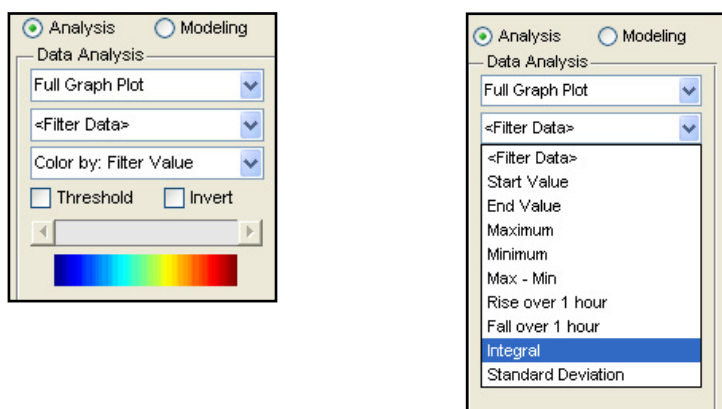 Analysis Modeling
Data Analysis
Full Graph Plot
<Filter Data>
Color by: Filter Value
Threshold Invert
Analysis Modeling
Data Analysis
Full Graph Plot
<Filter Data>
<Filter Data>
Start Value
End Value
Maximum
Minimum
Max - Min
Rise over 1 hour
Fall over 1 hour
Integral
Standard Deviation